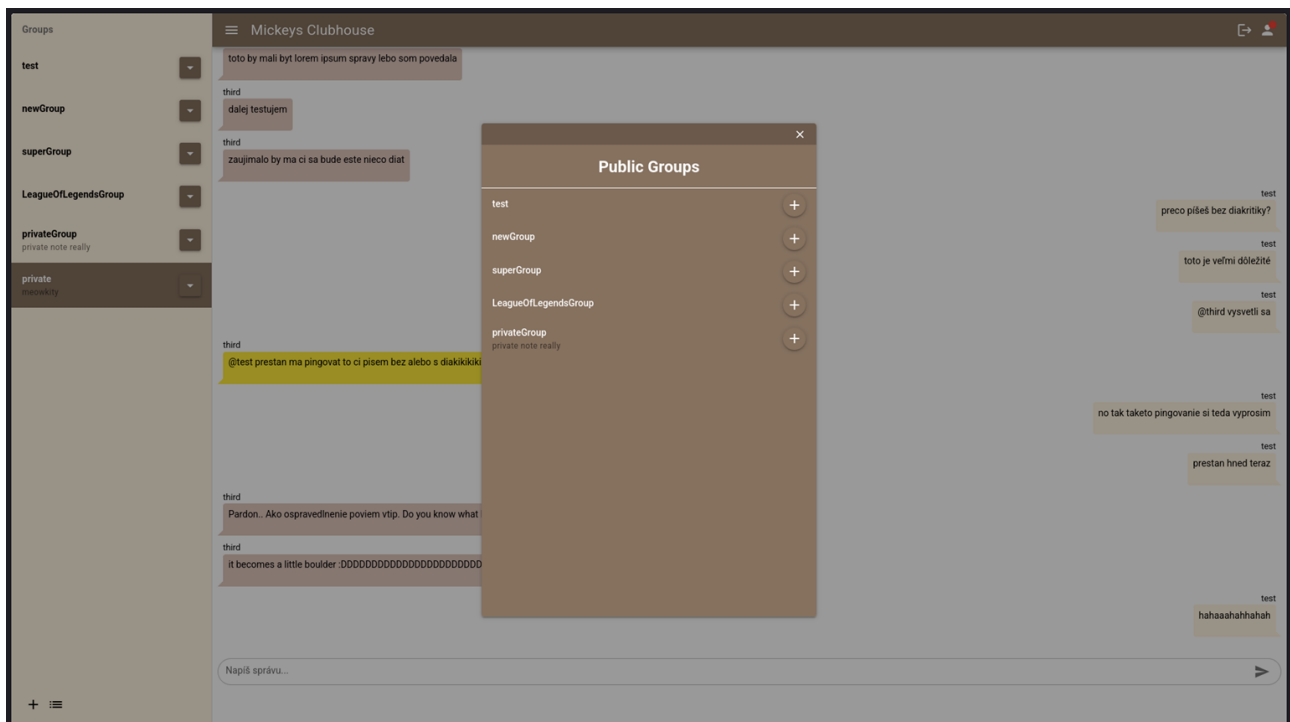 Groups
test
newGroup
superGroup
LeagueOfLegendsGroup
privateGroup
private note really
private
meowkity
Mickeys Clubhouse
toto by mali byt lorem ipsum spravy lebo som povedala
third
dalej testujem
third
zaujimalo by ma ci sa bude este nieco diat
test
preco píšeš bez diakritiky?
test
toto je veľmi dôležité
test
@third vysvetli sa
third
@test prestan ma pingovat to ci pisem bez alebo s diakikikiki
test
no tak taketo pingovanie si teda vyprosim
test
prestan hned teraz
third
Pardon.. Ako ospravedlnenie poviem vtip. Do you know what
third
it becomes a little boulder :DDDDDDDDDDDDDDDDDDDDDDD
test
hahaaahahhahah
Napíš správu...
Public Groups
test
newGroup
superGroup
LeagueOfLegendsGroup
privateGroup
private note really